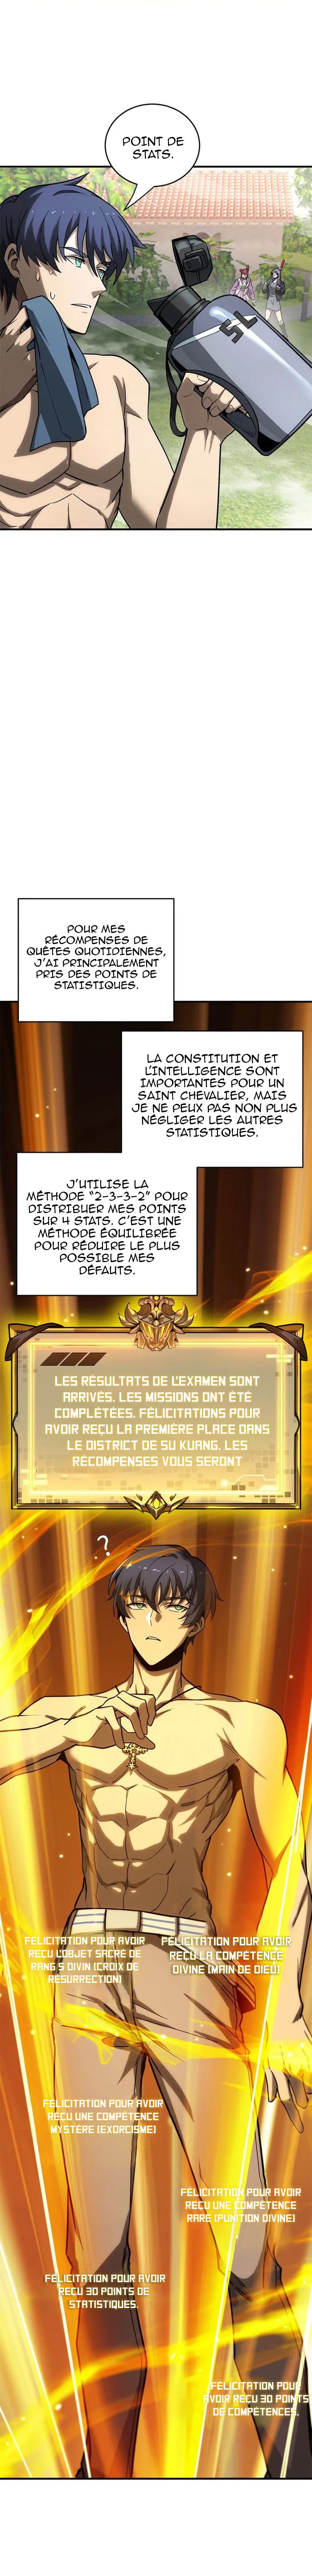 POINT DE
STATS.
SL
POUR MES
RÉCOMPENSES DE
QUÊTES QUOTIDIENNES,
J'AI PRINCIPALEMENT
PRIS DES POINTS DE
STATISTIQUES.
LA CONSTITUTION ET
L'INTELLIGENCE SONT
IMPORTANTES POUR UN
SAINT CHEVALIER, MAIS
JE NE PEUX PAS NON PLUS
NÉGLIGER LES AUTRES
STATISTIQUES.
J'UTILISE LA
MÉTHODE "2-3-3-2" POUR
DISTRIBUER MES POINTS
SUR 4 STATS. C'EST UNE
MÉTHODE ÉQUILIBRÉE
POUR RÉDUIRE LE PLUS
POSSIBLE MES
DÉFAUTS.
LES RÉSULTATS DE L'EXAMEN SONT
ARRIVÉS. LES MISSIONS ONT ÉTÉ
COMPLÉTÉES. FÉLICITATIONS POUR
AVOIR REÇU LA PREMIÈRE PLACE DANS
LE DISTRICT DE SU KUANG. LES
RÉCOMPENSES VOUS SERONT
?
FÉLICITATION POUR AVOIR
REÇU L'OBJET SACRÉ DE
RANG S DIVIN [CROIX DE
RÉSURRECTION]
FÉLICITATION POUR AVOIR
REÇU LA COMPÉTENCE
DIVINE [MAIN DE DIEU]
FÉLICITATION POUR AVOIR
REÇU UNE COMPÉTENCE
MYSTÈRE [EXORCISME]
FÉLICITATION POUR AVOIR
REÇU UNE COMPÉTENCE
RARE [PUNITION DIVINE]
FÉLICITATION POUR AVOIR
REÇU 30 POINTS DE
STATISTIQUES.
FÉLICITATION POUR
AVOIR REÇU 30 POINTS
DE COMPÉTENCES.